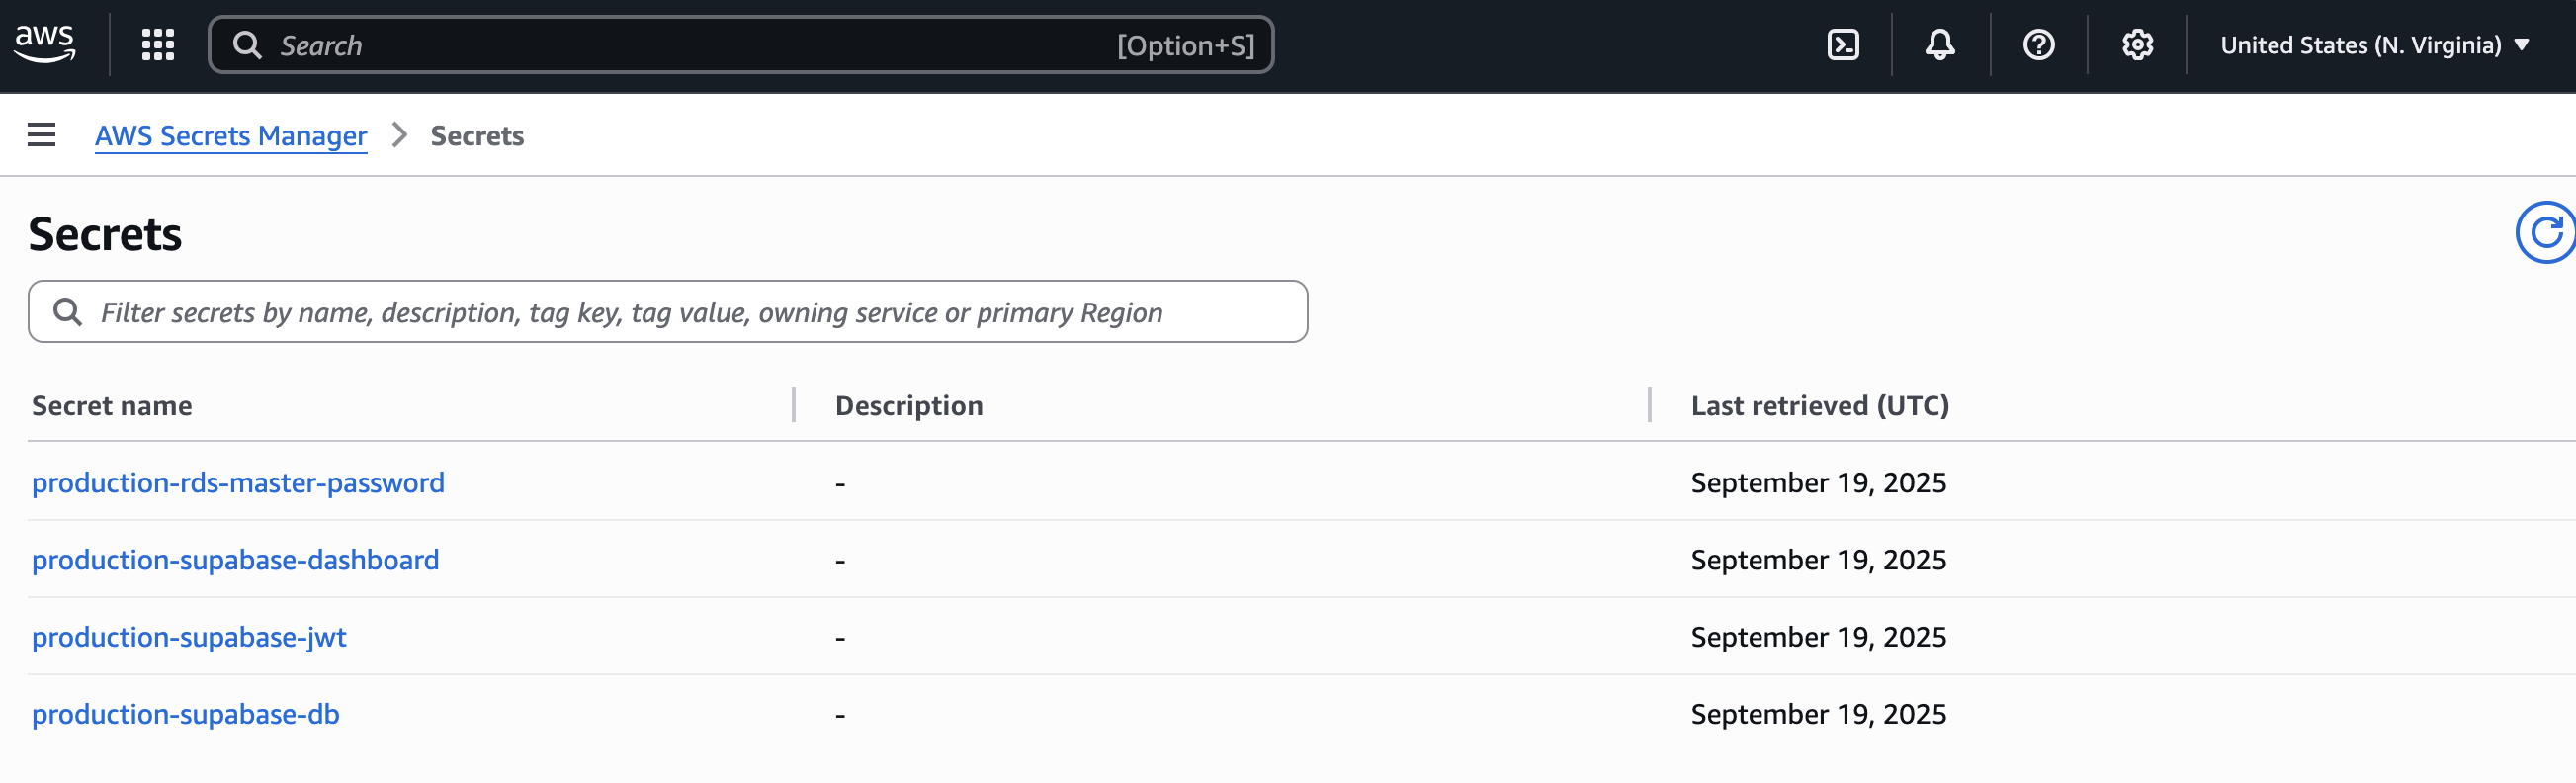 aws Search [Option+S] United States (N. Virginia)
AWS Secrets Manager Secrets
Secrets
Filter secrets by name, description, tag key, tag value, owning service or primary Region
Secret name Description Last retrieved (UTC)
production-rds-master-password - September 19, 2025
production-supabase-dashboard - September 19, 2025
production-supabase-jwt - September 19, 2025
production-supabase-db - September 19, 2025